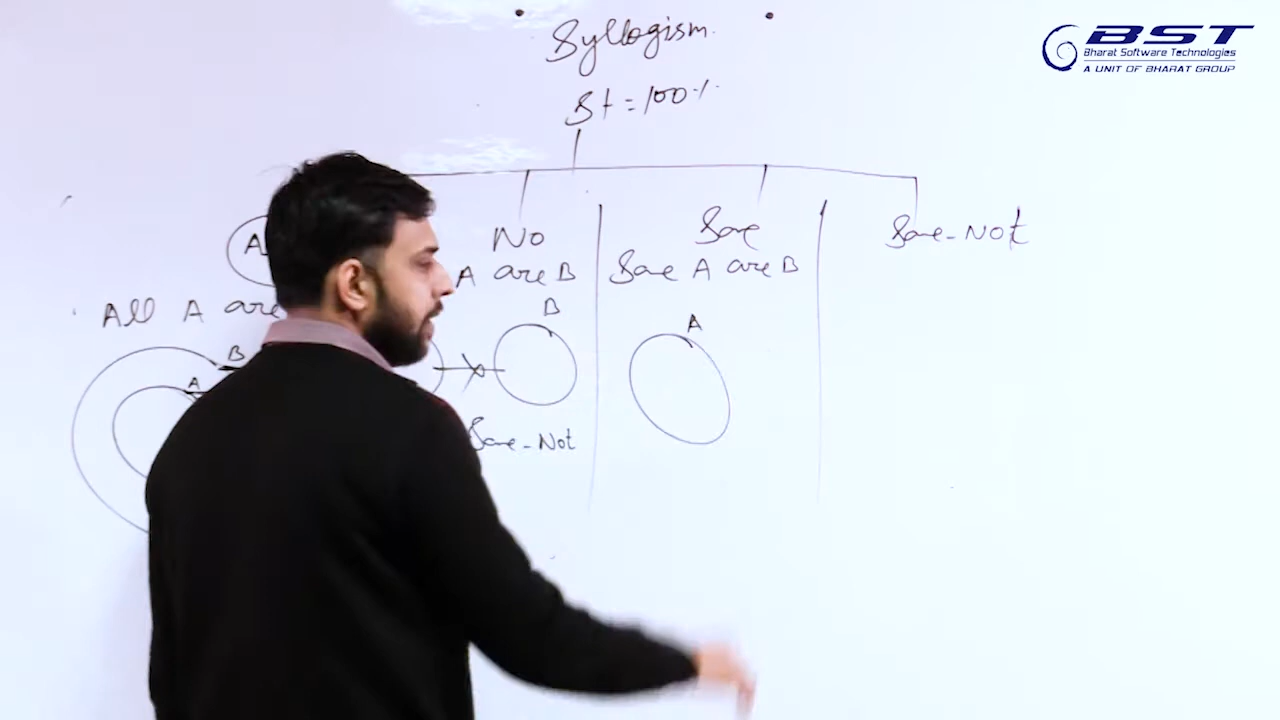 Syllogism.
BST
Bharat Software Technologies
A UNIT OF BHARAT GROUP
St = 100%
A
No
A are B
Some
Some A are B
Some-Not
All A are
B
A
B
Some-Not
A